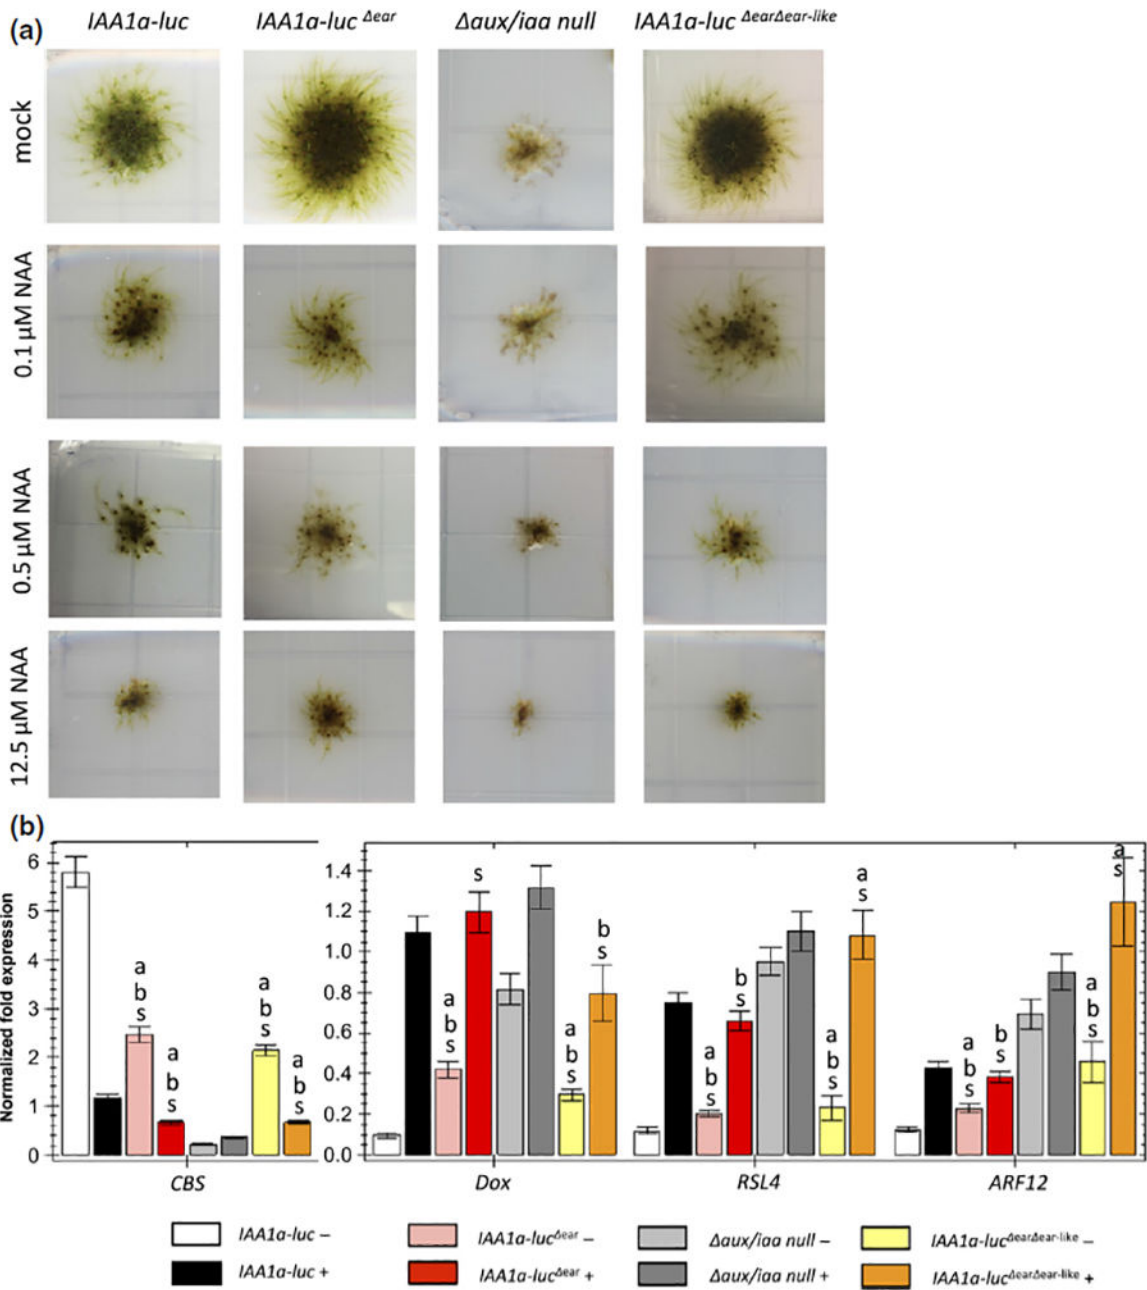 (a)
IAA1a-luc IAA1a-luc Δear Δaux/iaa null IAA1a-luc ΔearΔear-like
mock
0.1 µM NAA
0.5 µM NAA
12.5 µM NAA
(b)
Normalized fold expression
6
5
4
3
2
1
0
1.4
1.2
1.0
0.8
0.6
0.4
0.2
0.0
a b s
a b s
a b s
a b s
a b s
s
a b s
b s
a b s
b s
a b s
a s
a b s
b s
a b s
a s
CBS Dox RSL4 ARF12
IAA1a-luc – IAA1a-lucΔear – Δaux/iaa null – IAA1a-lucΔearΔear-like –
IAA1a-luc + IAA1a-lucΔear + Δaux/iaa null + IAA1a-lucΔearΔear-like +